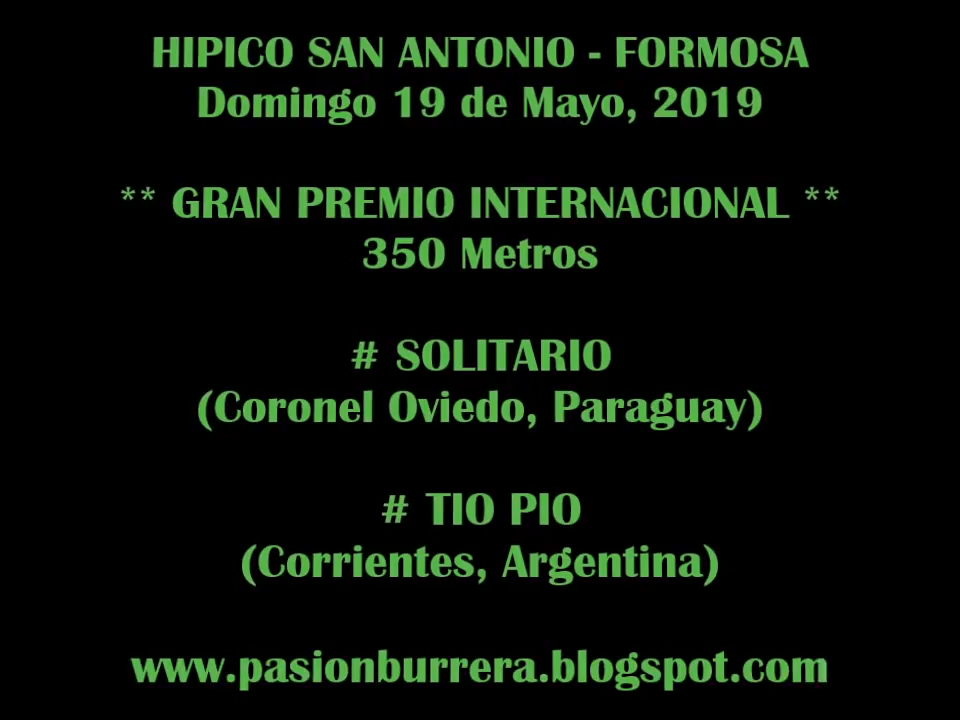 HIPICO SAN ANTONIO - FORMOSA
Domingo 19 de Mayo, 2019
** GRAN PREMIO INTERNACIONAL **
350 Metros
# SOLITARIO
(Coronel Oviedo, Paraguay)
# TIO PIO
(Corrientes, Argentina)
www.pasionburrera.blogspot.com